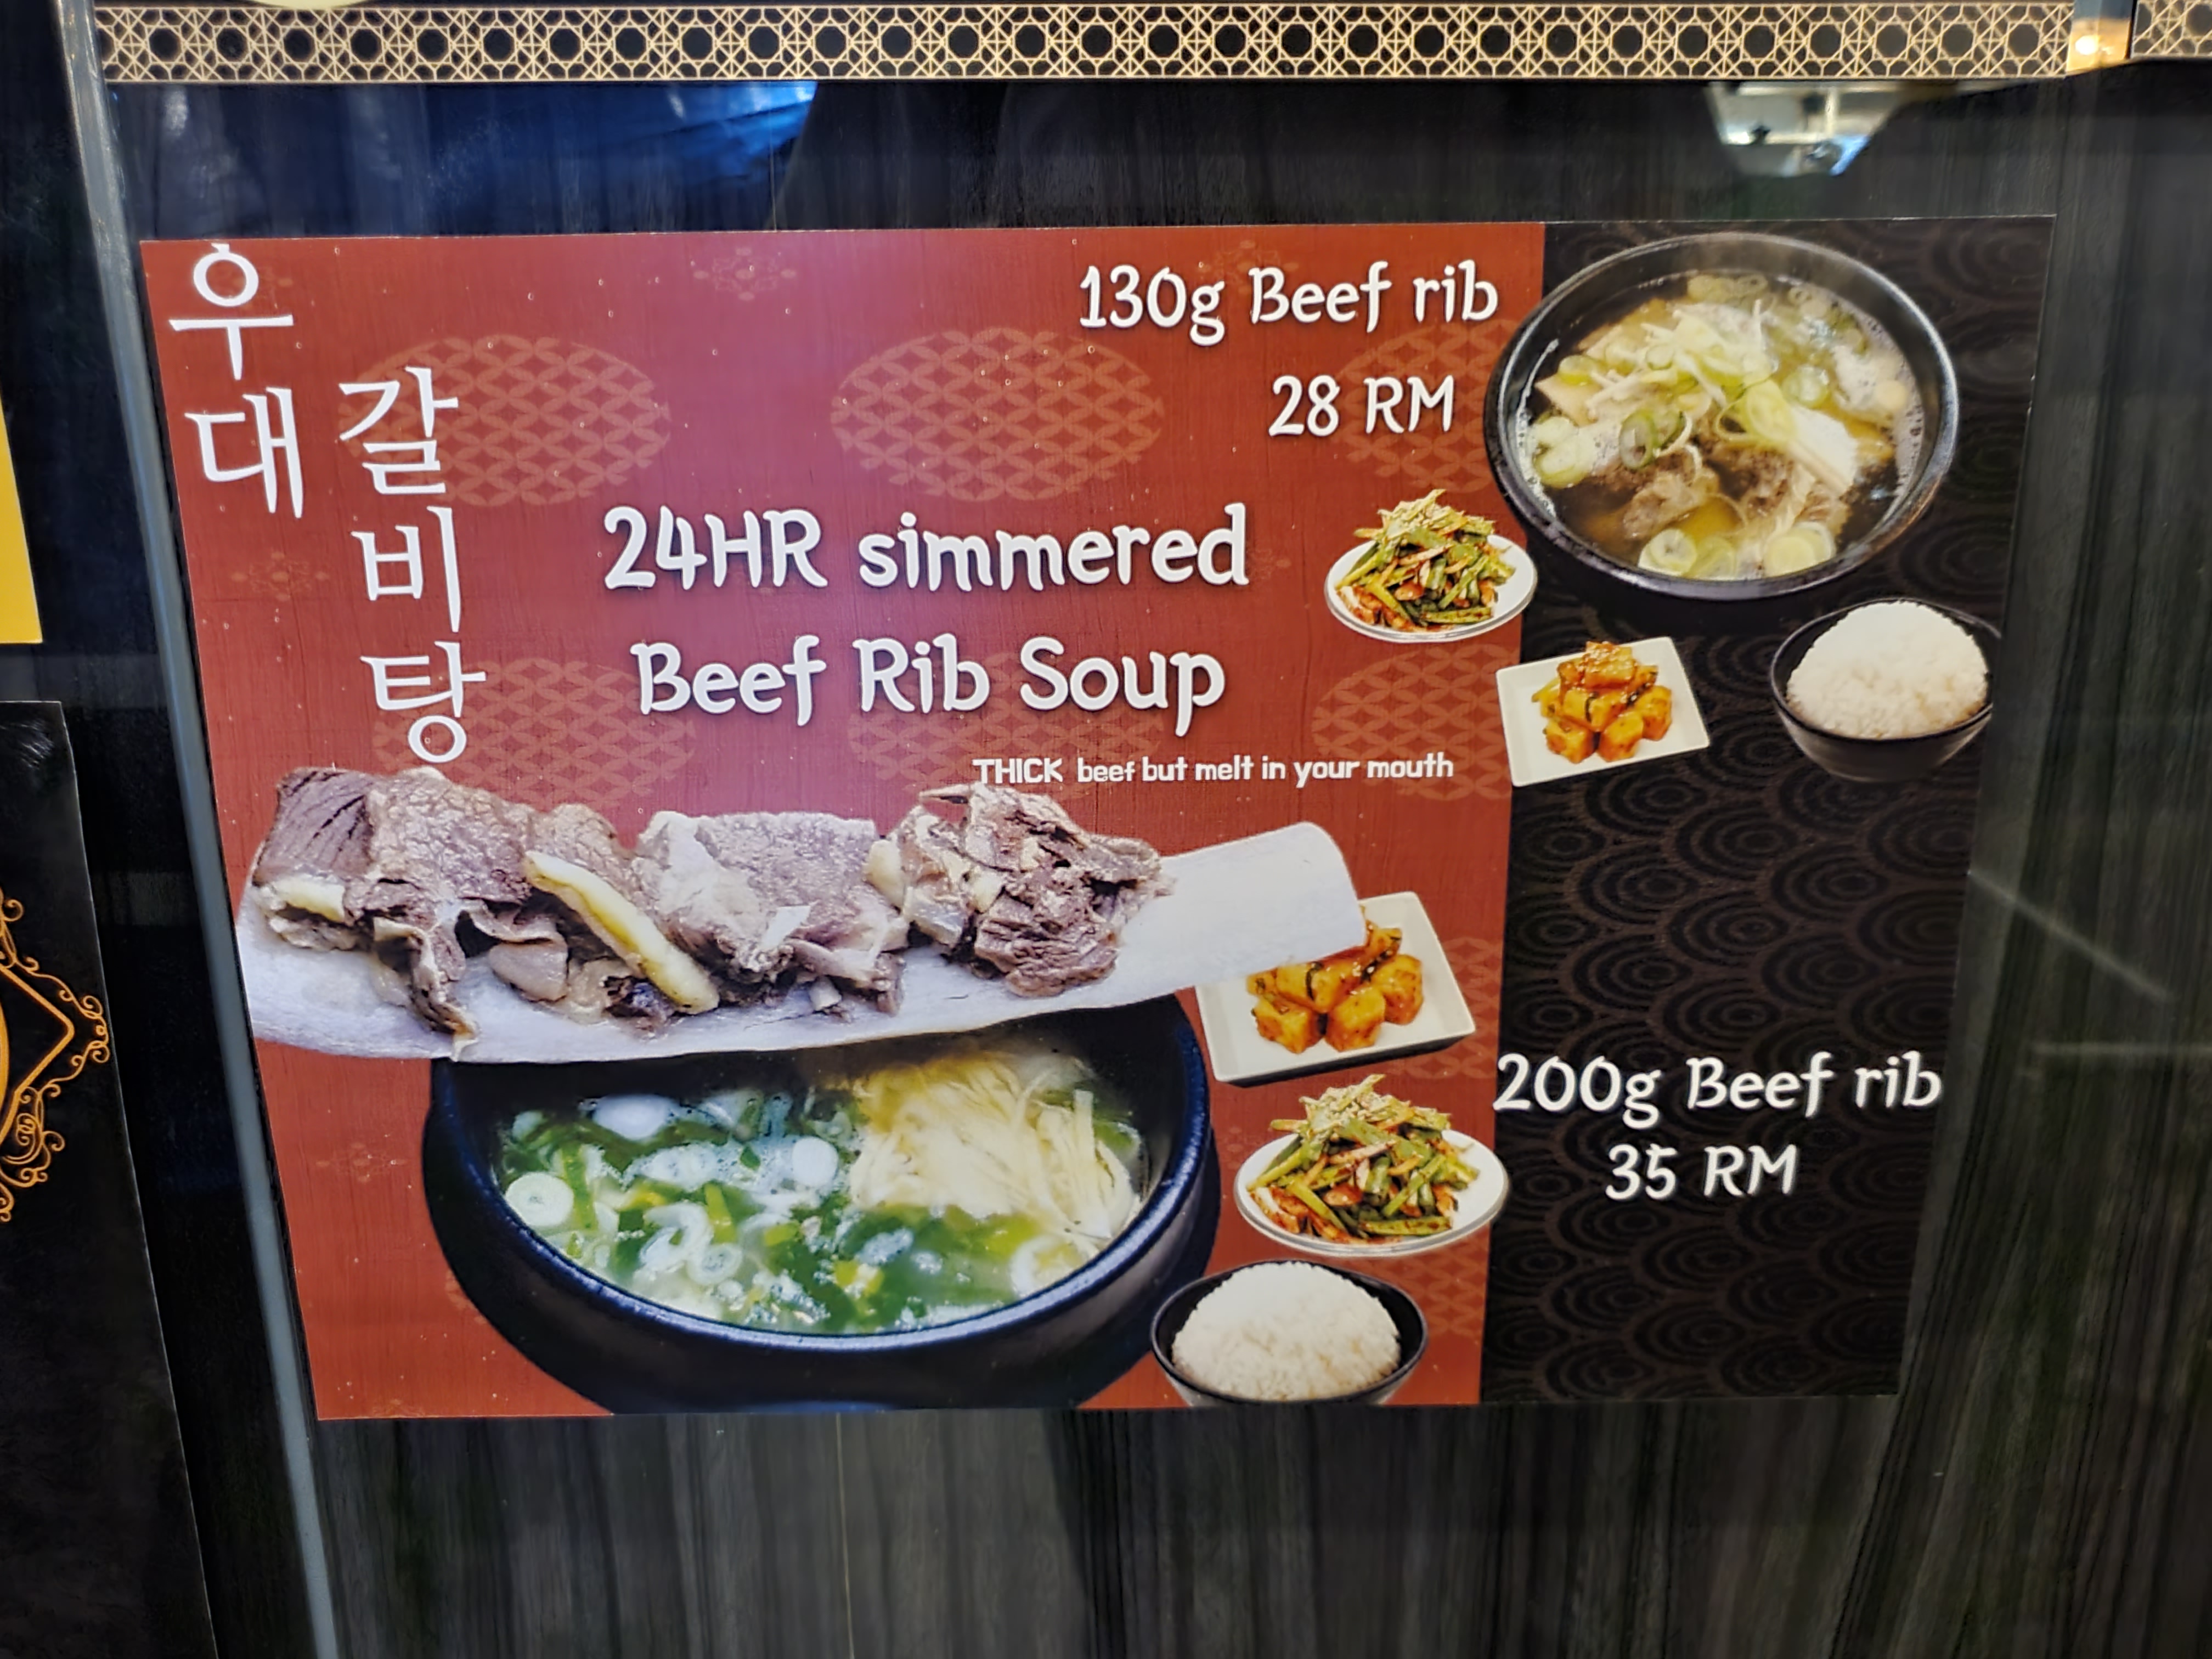 우대
갈비탕
130g Beef rib
28 RM
24HR simmered
Beef Rib Soup
THICK beef but melt in your mouth
200g Beef rib
35 RM